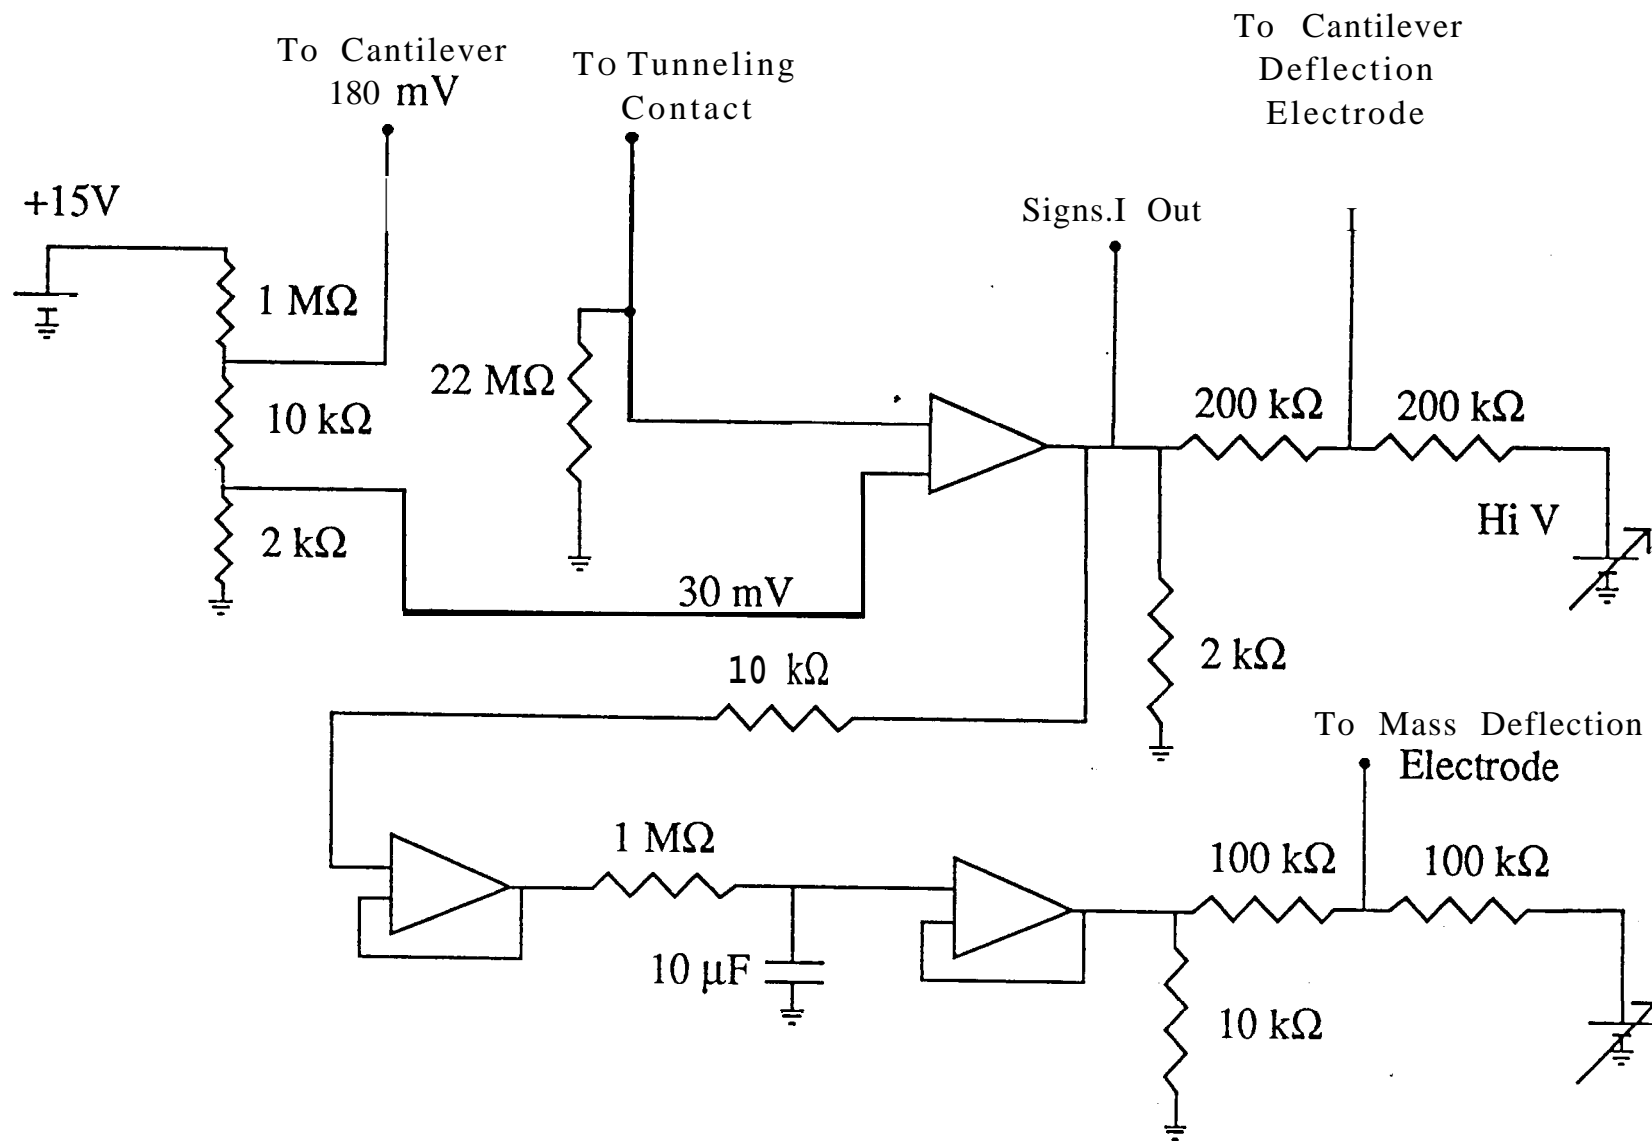 To Cantilever
180 mV
To Tunneling
Contact
To Cantilever
Deflection
Electrode
+15V
Signs.I Out
I
1 MΩ
22 MΩ
10 kΩ
200 kΩ
200 kΩ
2 kΩ
Hi V
30 mV
10 kΩ
2 kΩ
To Mass Deflection
Electrode
1 MΩ
100 kΩ
100 kΩ
10 µF
10 kΩ